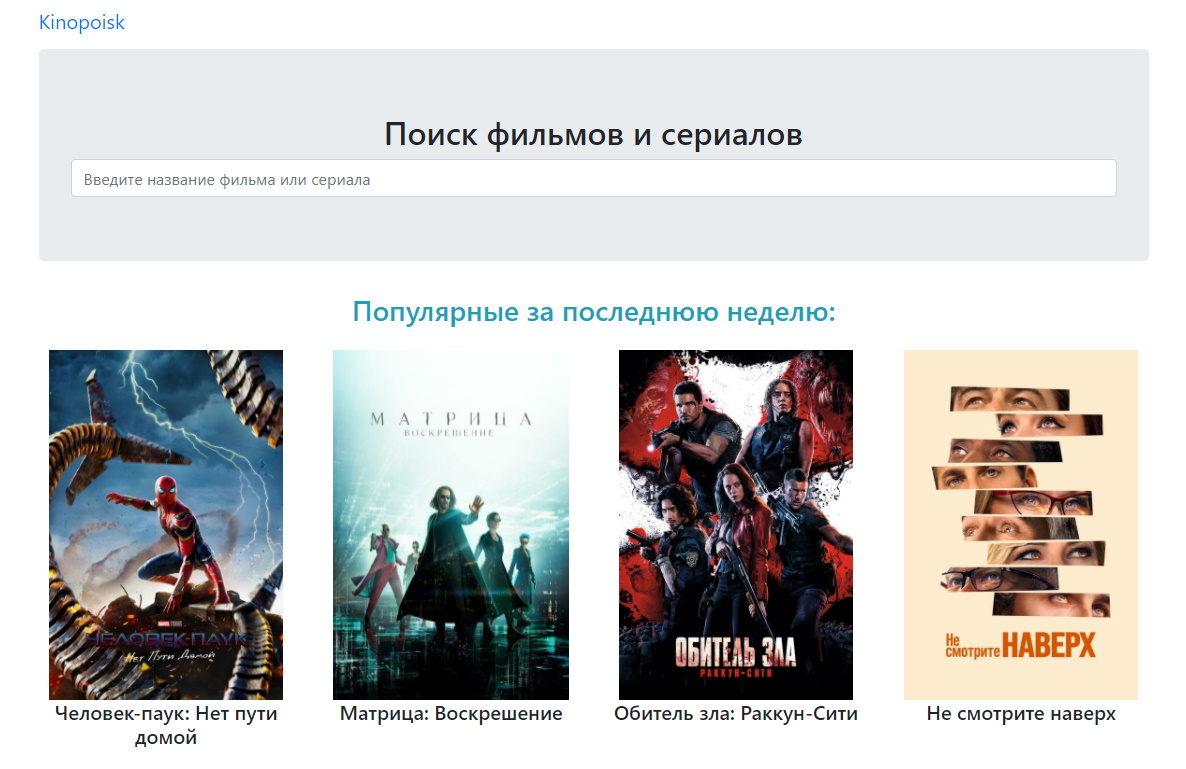 Kinopoisk
Поиск фильмов и сериалов
Введите название фильма или сериала
Популярные за последнюю неделю:
MARVEL STUDIOS
ЧЕЛОВЕК-ПАУК
Нет Пути Домой
МАТРИЦА
ВОСКРЕШЕНИЕ
ОБИТЕЛЬ ЗЛА
РАККУН-СИТИ
Не
смотрите НАВЕРХ
Человек-паук: Нет пути
домой
Матрица: Воскрешение
Обитель зла: Раккун-Сити
Не смотрите наверх